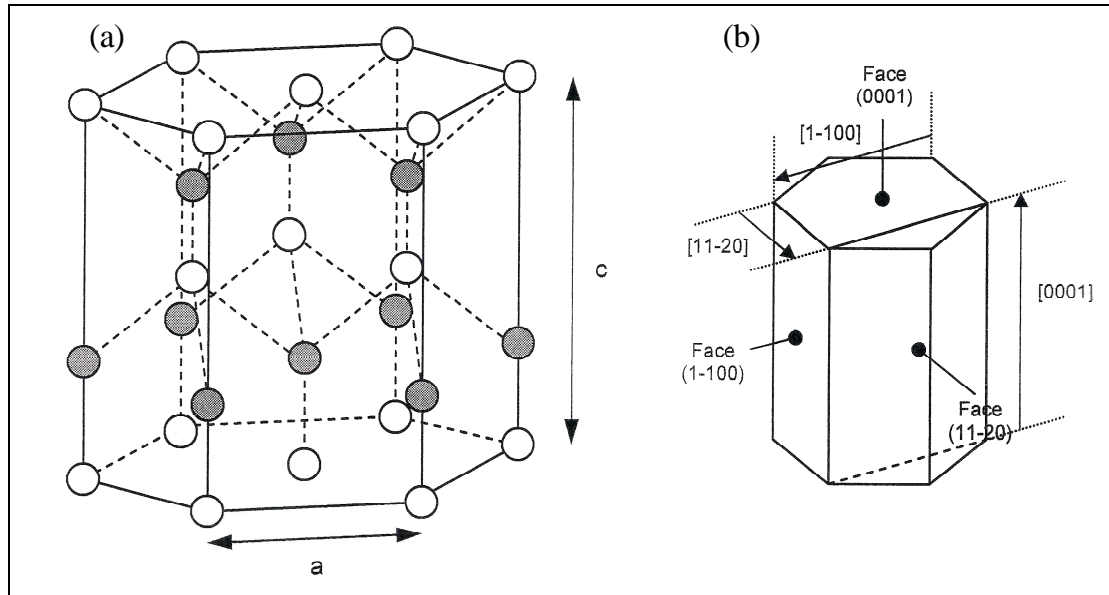 (a)
c
a
(b)
Face
(0001)
[1-100]
[11-20]
[0001]
Face
(1-100)
Face
(11-20)